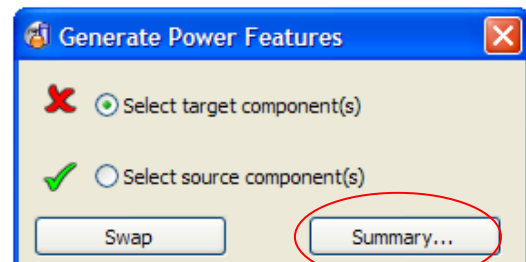 Generate Power Features
Select target component(s)
Select source component(s)
Swap Summary...